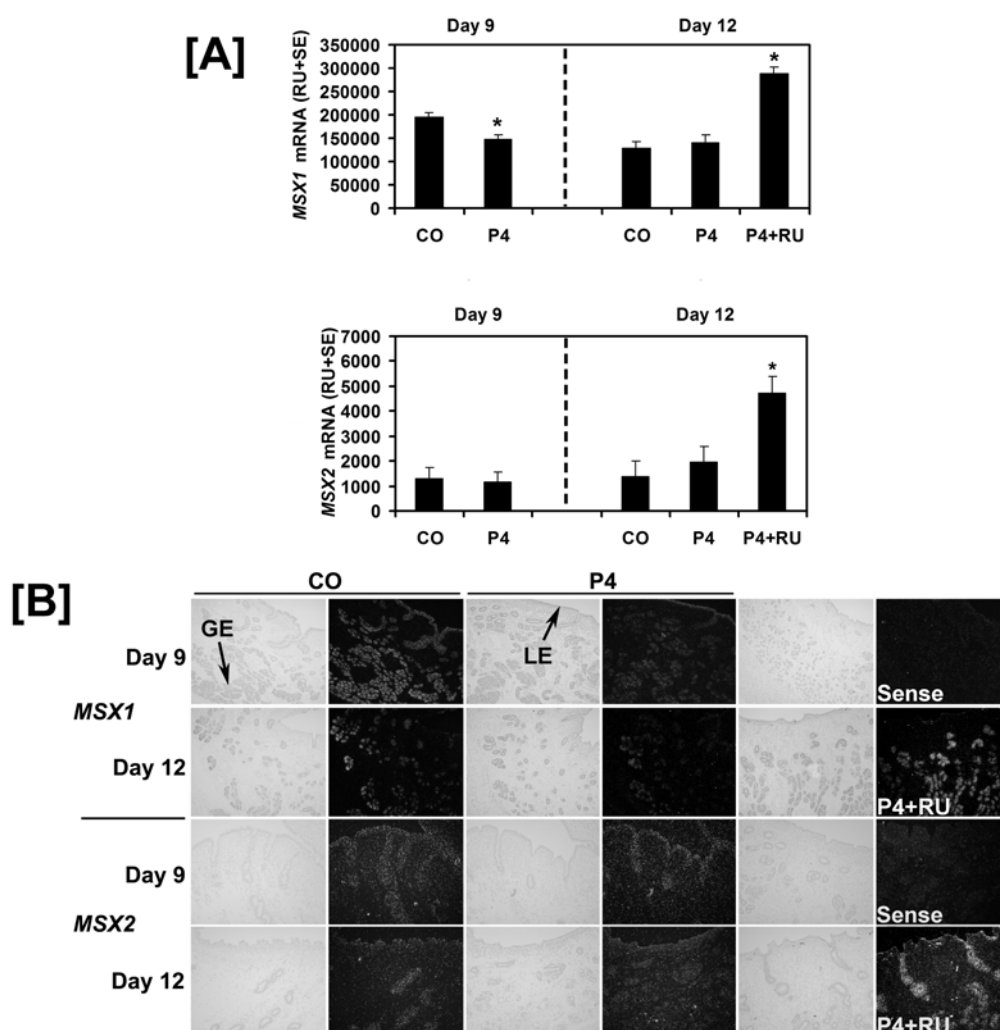 [A]
Day 9 Day 12
MSX1 mRNA (RU+SE)
350000
300000
250000
200000
150000
100000
50000
0
*
*
CO P4 CO P4 P4+RU
Day 9 Day 12
MSX2 mRNA (RU+SE)
7000
6000
5000
4000
3000
2000
1000
0
*
CO P4 CO P4 P4+RU
[B]
CO P4
GE
LE
Day 9
Sense
MSX1
Day 12
P4+RU
Day 9
Sense
MSX2
Day 12
P4+RU